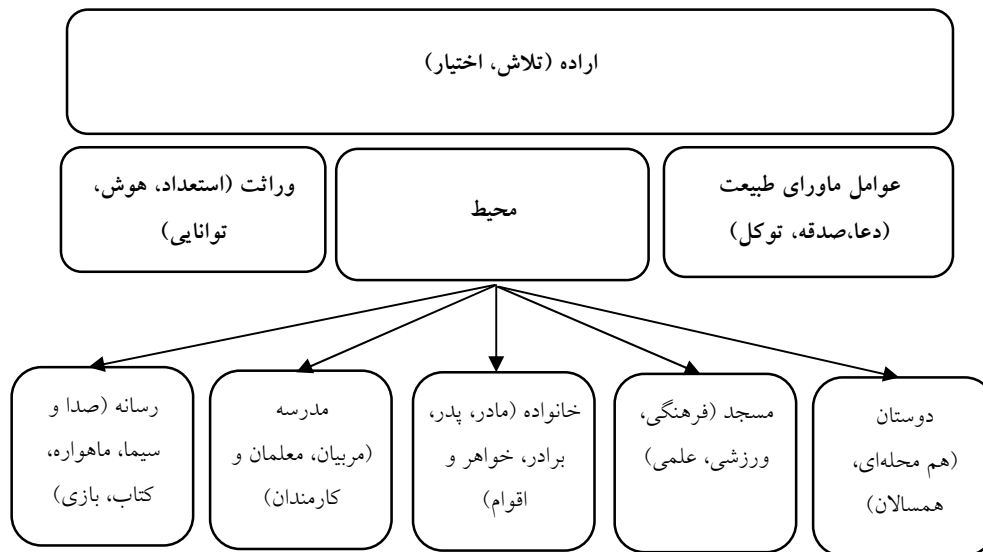 اراده (تلاش، اختیار)
عوامل ماورای طبیعت
(دعا،صدقه، توکل)
محیط
وراثت (استعداد، هوش،
توانایی)
دوستان
(هم محله‌ای،
همسالان)
مسجد (فرهنگی،
ورزشی، علمی)
خانواده (مادر، پدر،
برادر، خواهر و
اقوام)
مدرسه
(مربیان، معلمان و
کارمندان)
رسانه (صدا و
سیما، ماهواره،
کتاب، بازی)